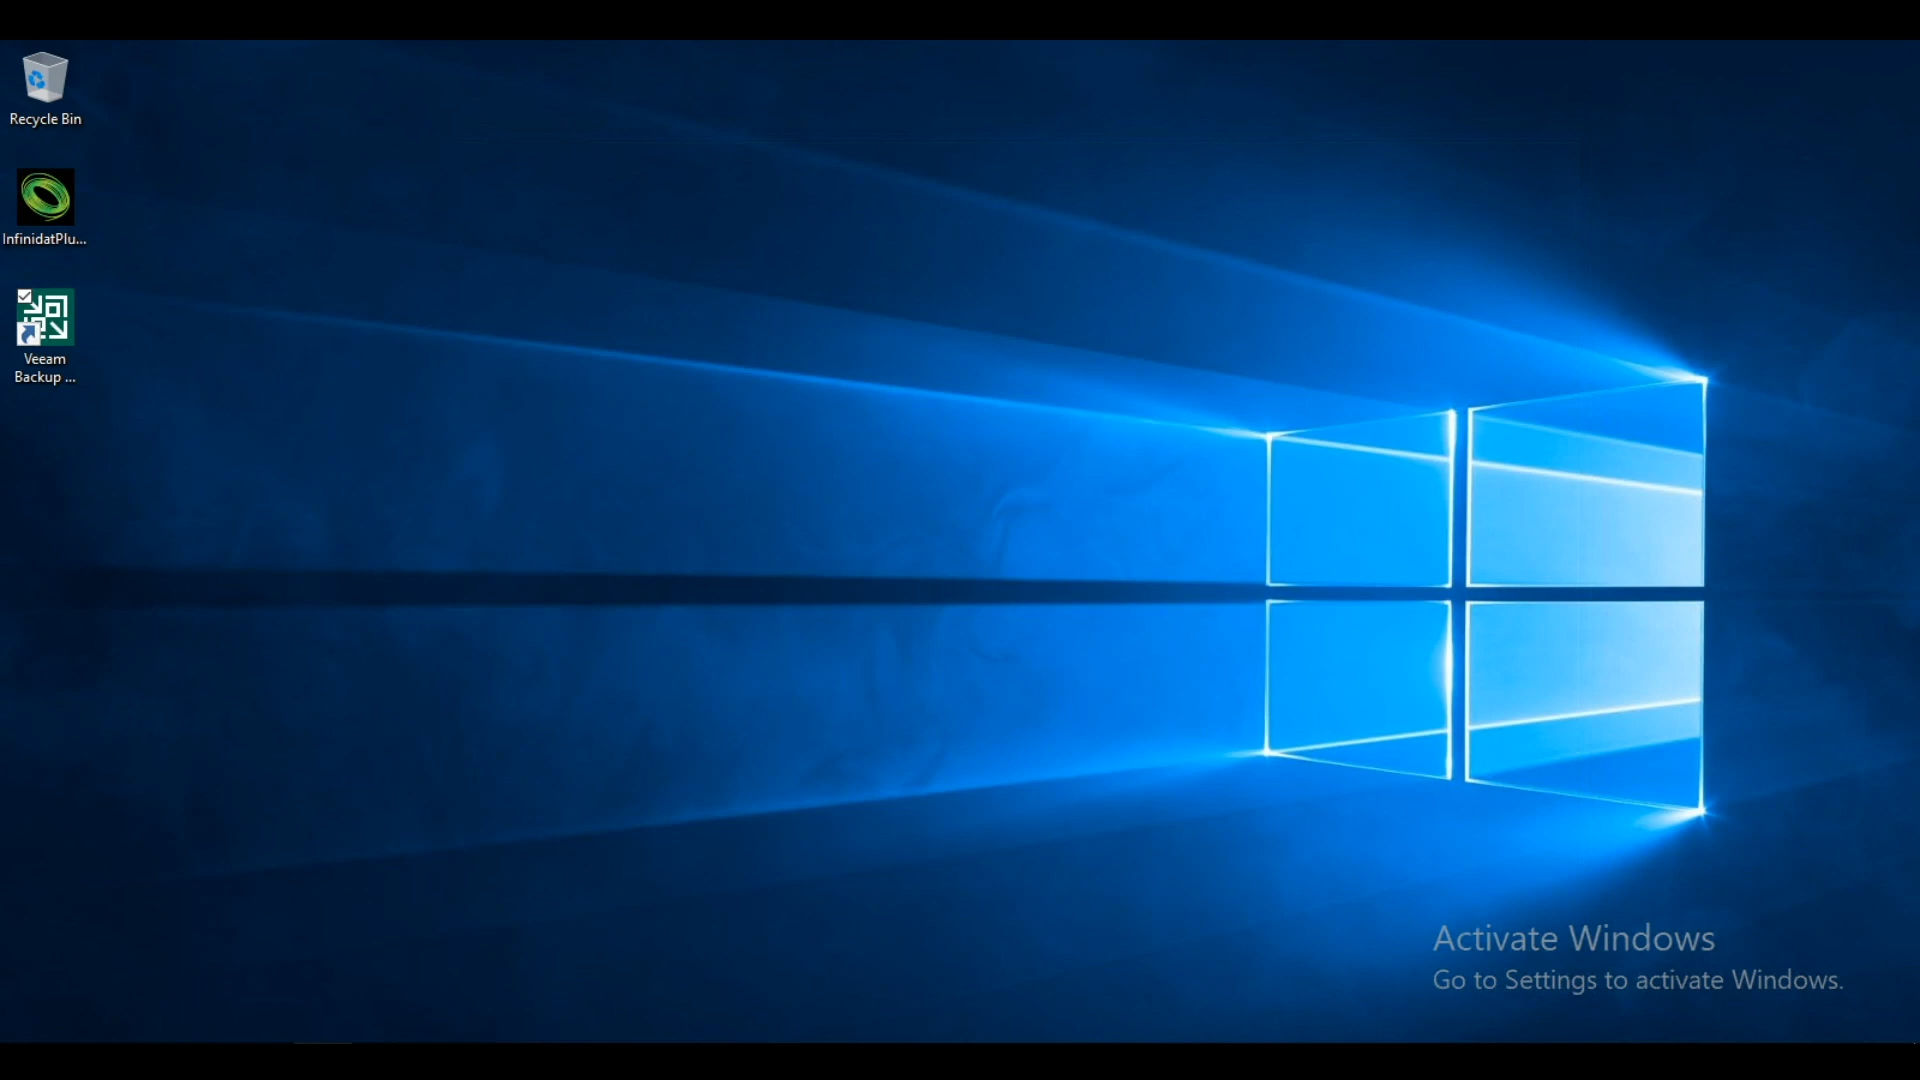 Recycle Bin
InfinidatPlu...
Veeam
Backup ...
Activate Windows
Go to Settings to activate Windows.